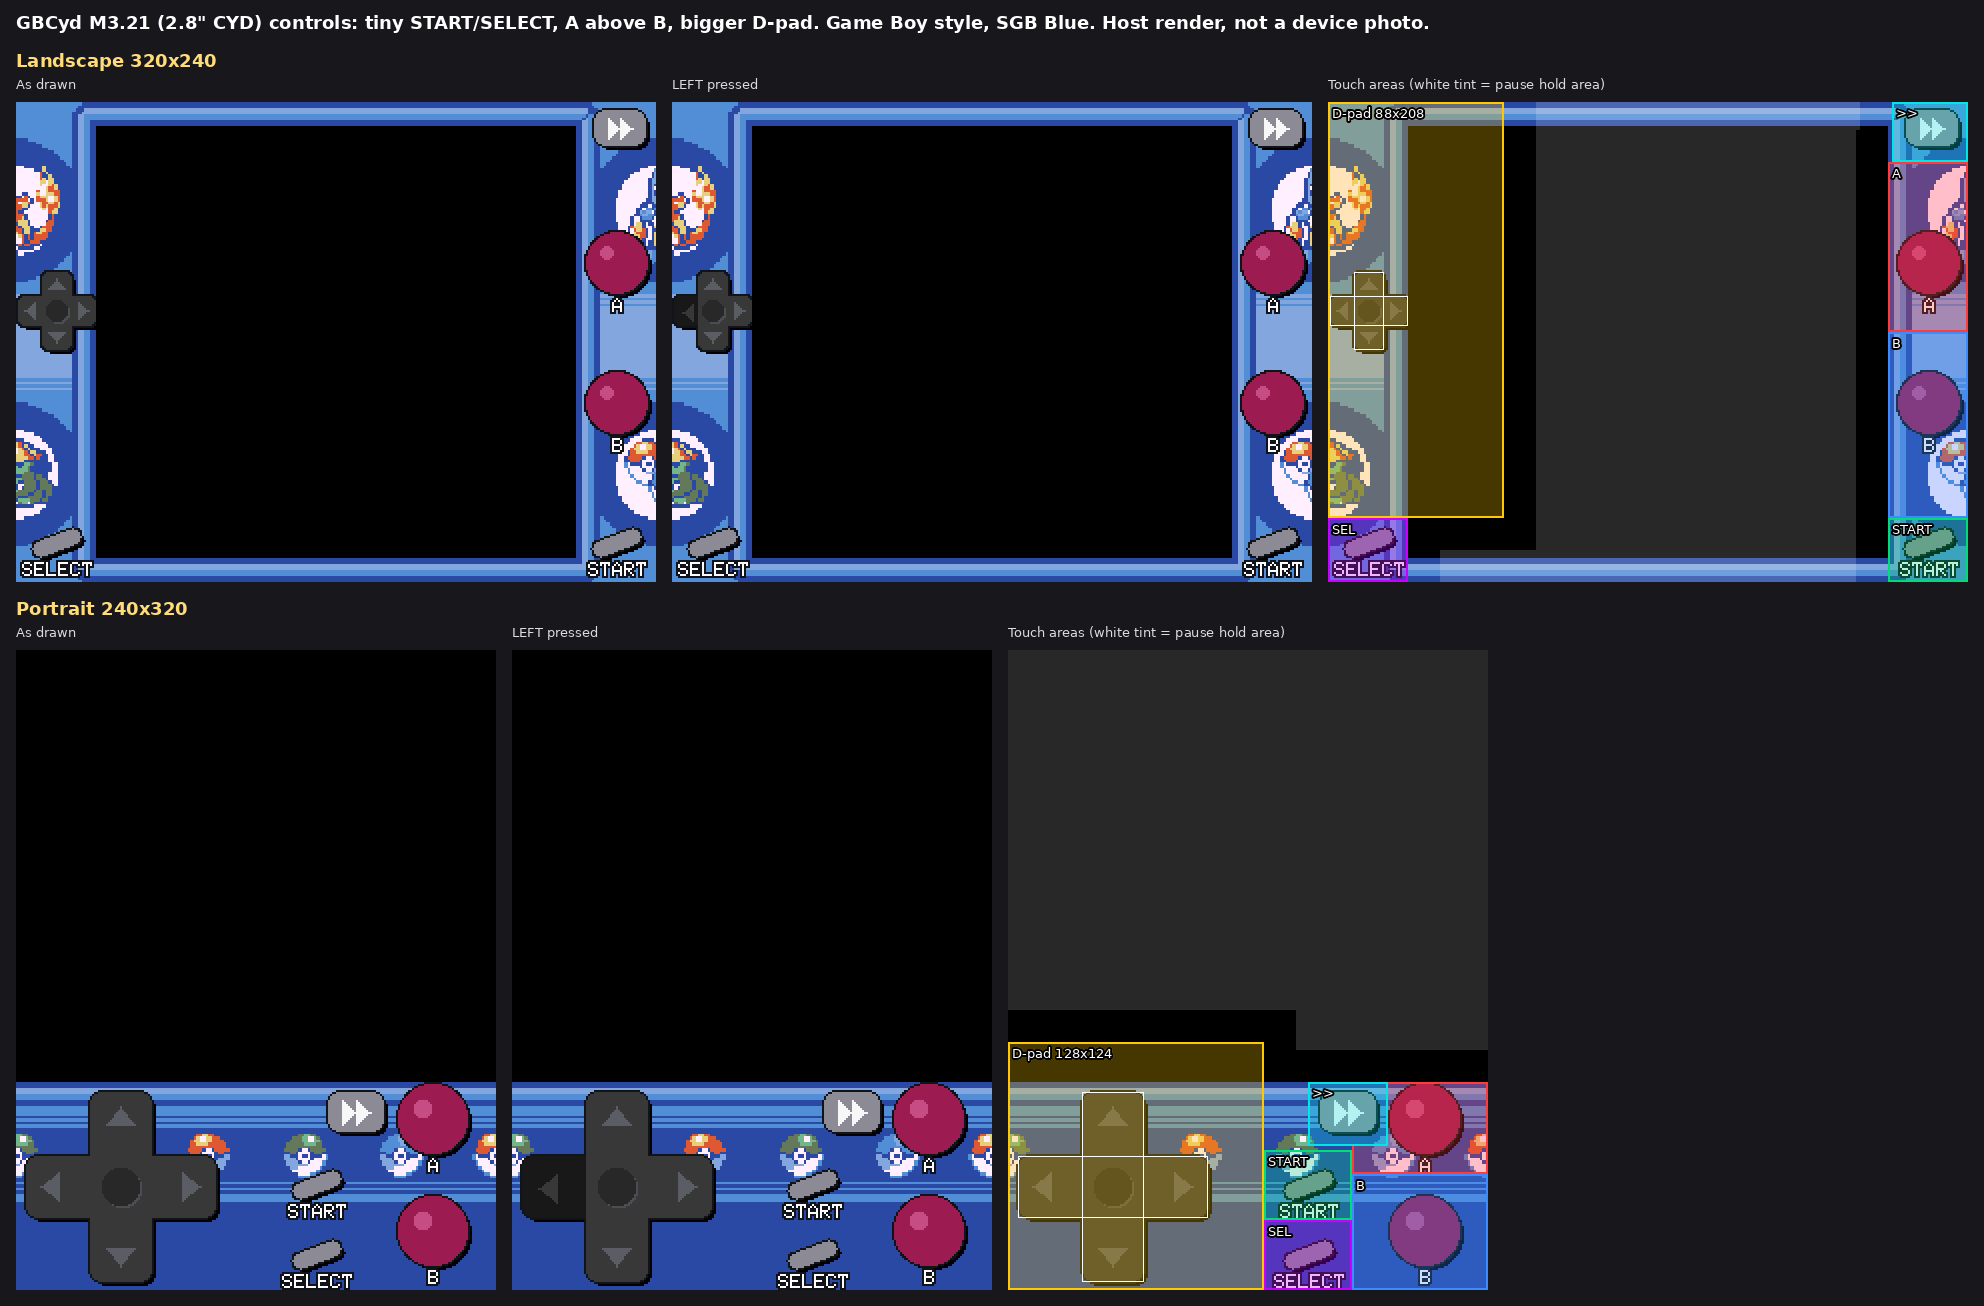 GBCyd M3.21 (2.8" CYD) controls: tiny START/SELECT, A above B, bigger D-pad. Game Boy style, SGB Blue. Host render, not a device photo.
Landscape 320x240
As drawn
LEFT pressed
Touch areas (white tint = pause hold area)
A
B
SELECT
START
A
B
SELECT
START
D-pad 88x208
>>
A
A
B
B
SEL
SELECT
START
START
Portrait 240x320
As drawn
LEFT pressed
Touch areas (white tint = pause hold area)
A
START
SELECT
B
A
START
SELECT
B
D-pad 128x124
>>
A
START
START
B
SEL
SELECT
B